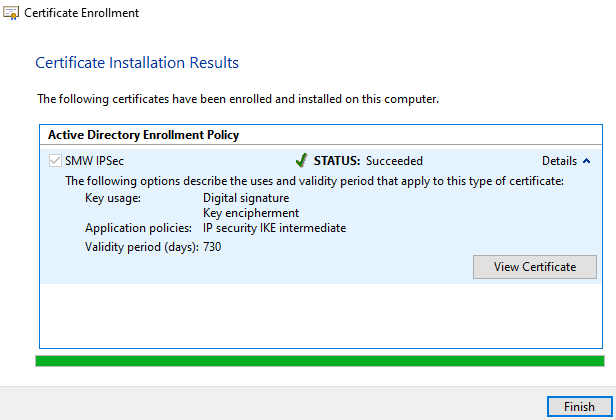 Certificate Enrollment
Certificate Installation Results
The following certificates have been enrolled and installed on this computer.
Active Directory Enrollment Policy
SMW IPSec STATUS: Succeeded Details
The following options describe the uses and validity period that apply to this type of certificate:
Key usage: Digital signature
Key encipherment
Application policies: IP security IKE intermediate
Validity period (days): 730
View Certificate
Finish